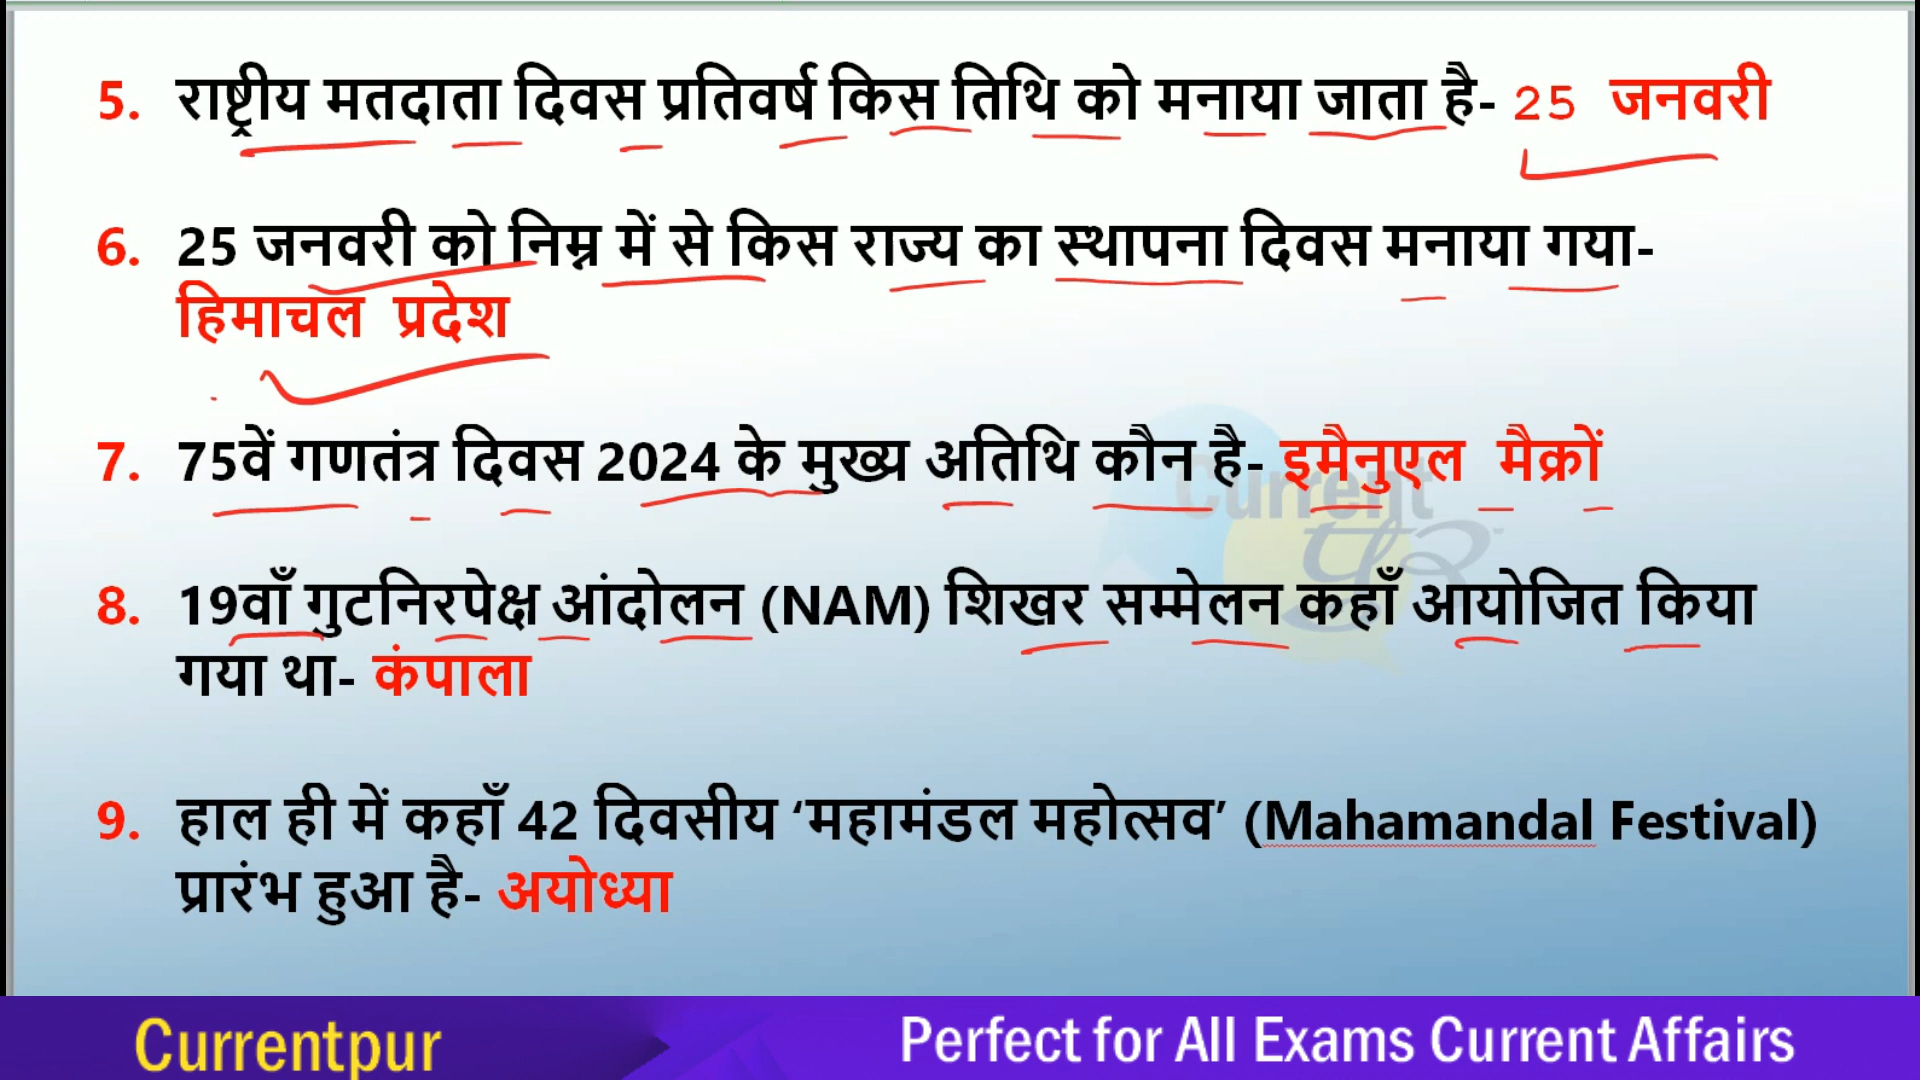 5. राष्ट्रीय मतदाता दिवस प्रतिवर्ष किस तिथि को मनाया जाता है- 25 जनवरी
6. 25 जनवरी को निम्न में से किस राज्य का स्थापना दिवस मनाया गया-
हिमाचल प्रदेश
7. 75वें गणतंत्र दिवस 2024 के मुख्य अतिथि कौन है- इमैनुएल मैक्रों
Current
पुर
8. 19वाँ गुटनिरपेक्ष आंदोलन (NAM) शिखर सम्मेलन कहाँ आयोजित किया
गया था- कंपाला
9. हाल ही में कहाँ 42 दिवसीय ‘महामंडल महोत्सव’ (Mahamandal Festival)
प्रारंभ हुआ है- अयोध्या
Currentpur
Perfect for All Exams Current Affairs